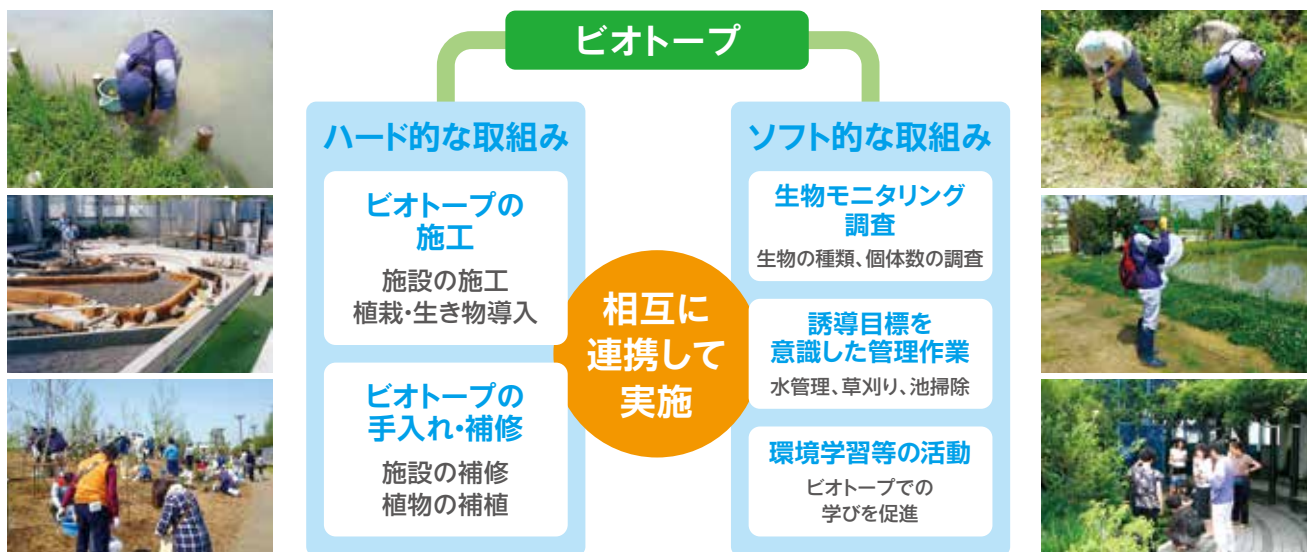 ビオトープ
ハード的な取組み
ビオトープの
施工
施設の施工
植栽・生き物導入
ビオトープの
手入れ・補修
施設の補修
植物の補植
相互に
連携して
実施
ソフト的な取組み
生物モニタリング
調査
生物の種類、個体数の調査
誘導目標を
意識した管理作業
水管理、草刈り、池掃除
環境学習等の活動
ビオトープでの
学びを促進